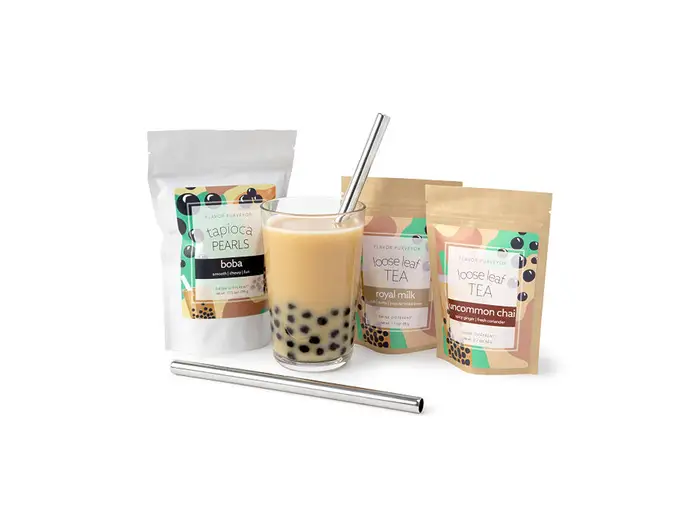 FLAVOR PURVEYOR
tapioca
PEARLS
boba
smooth | chewy | fun
FLAVOR PURVEYOR
loose leaf
TEA
royal milk
FLAVOR PURVEYOR
loose leaf
TEA
uncommon chai
spicy ginger | fresh coriander